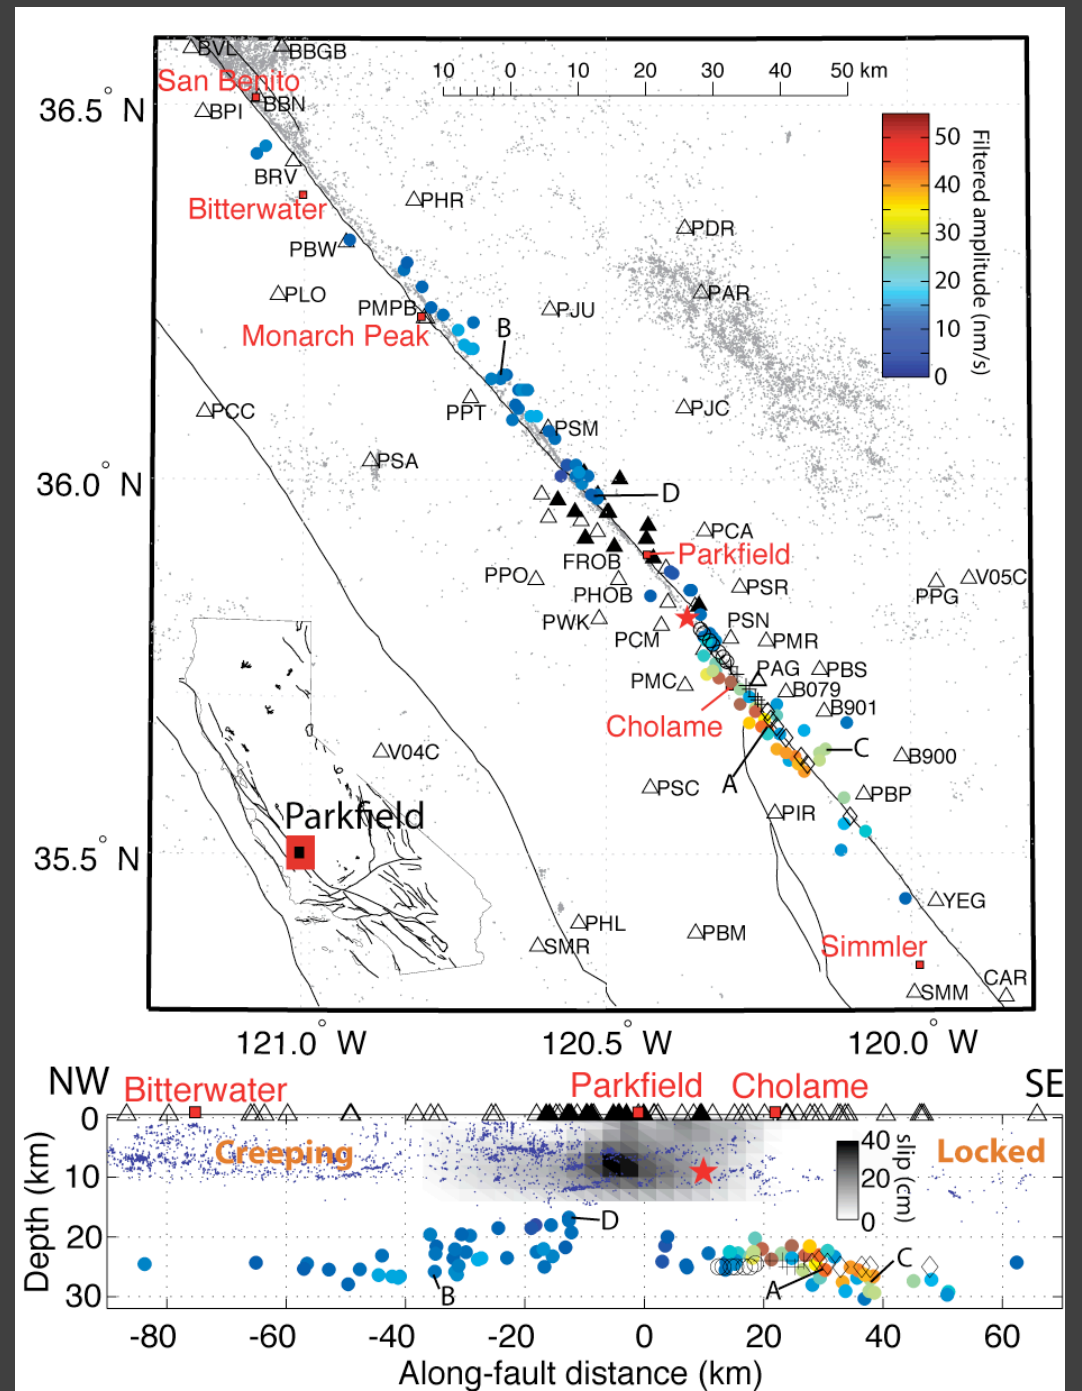 BVL BBGB
San Benito
BBN
BPI
36.5° N
10 0 10 20 30 40 50 km
50
40
30
20
10
0
Filtered amplitude (nm/s)
BRV
Bitterwater
PHR
PBW
PDR
PLO
PAR
PMPB
PJU
Monarch Peak
B
PPT
PJC
PCC
PSM
PSA
36.0° N
D
PCA
Parkfield
FROB
PPO
PHOB
PSR
V05C
PPG
PWK
PCM
PSN
PMR
PMC
PAG
PBS
B079
B901
Cholame
V04C
A
C
B900
PSC
PBP
PIR
Parkfield
35.5° N
PHL
SMR
PBM
YEG
Simmler
SMM
CAR
121.0° W 120.5° W 120.0° W
NW SE
Bitterwater Parkfield Cholame
0
10
20
30
Depth (km)
Creeping
Locked
40
20
0
slip (cm)
D
B
A
C
-80 -60 -40 -20 0 20 40 60
Along-fault distance (km)